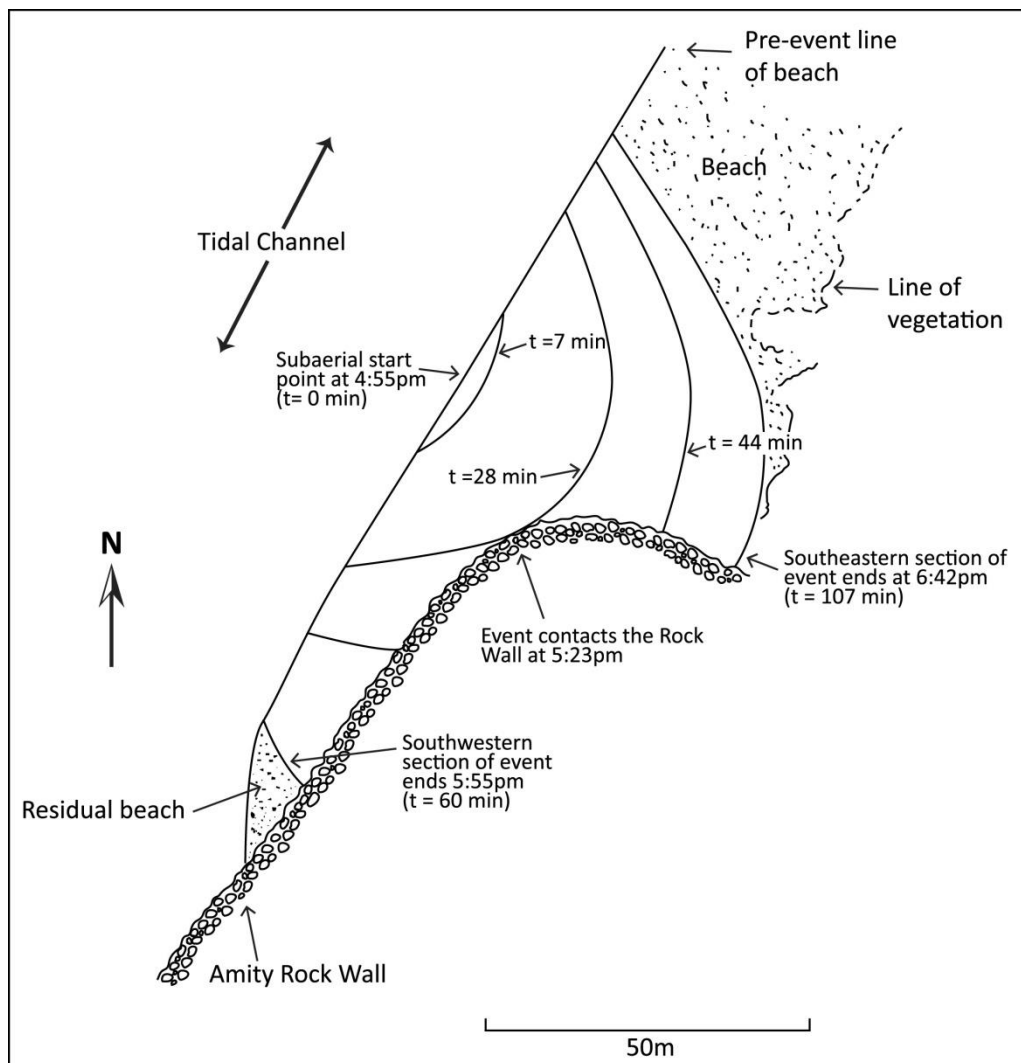 Pre-event line
of beach
Beach
Tidal Channel
Line of
vegetation
t =7 min
Subaerial start
point at 4:55pm
(t= 0 min)
t = 44 min
t =28 min
N
Southeastern section of
event ends at 6:42pm
(t = 107 min)
Event contacts the Rock
Wall at 5:23pm
Southwestern
section of event
ends 5:55pm
(t = 60 min)
Residual beach
Amity Rock Wall
50m